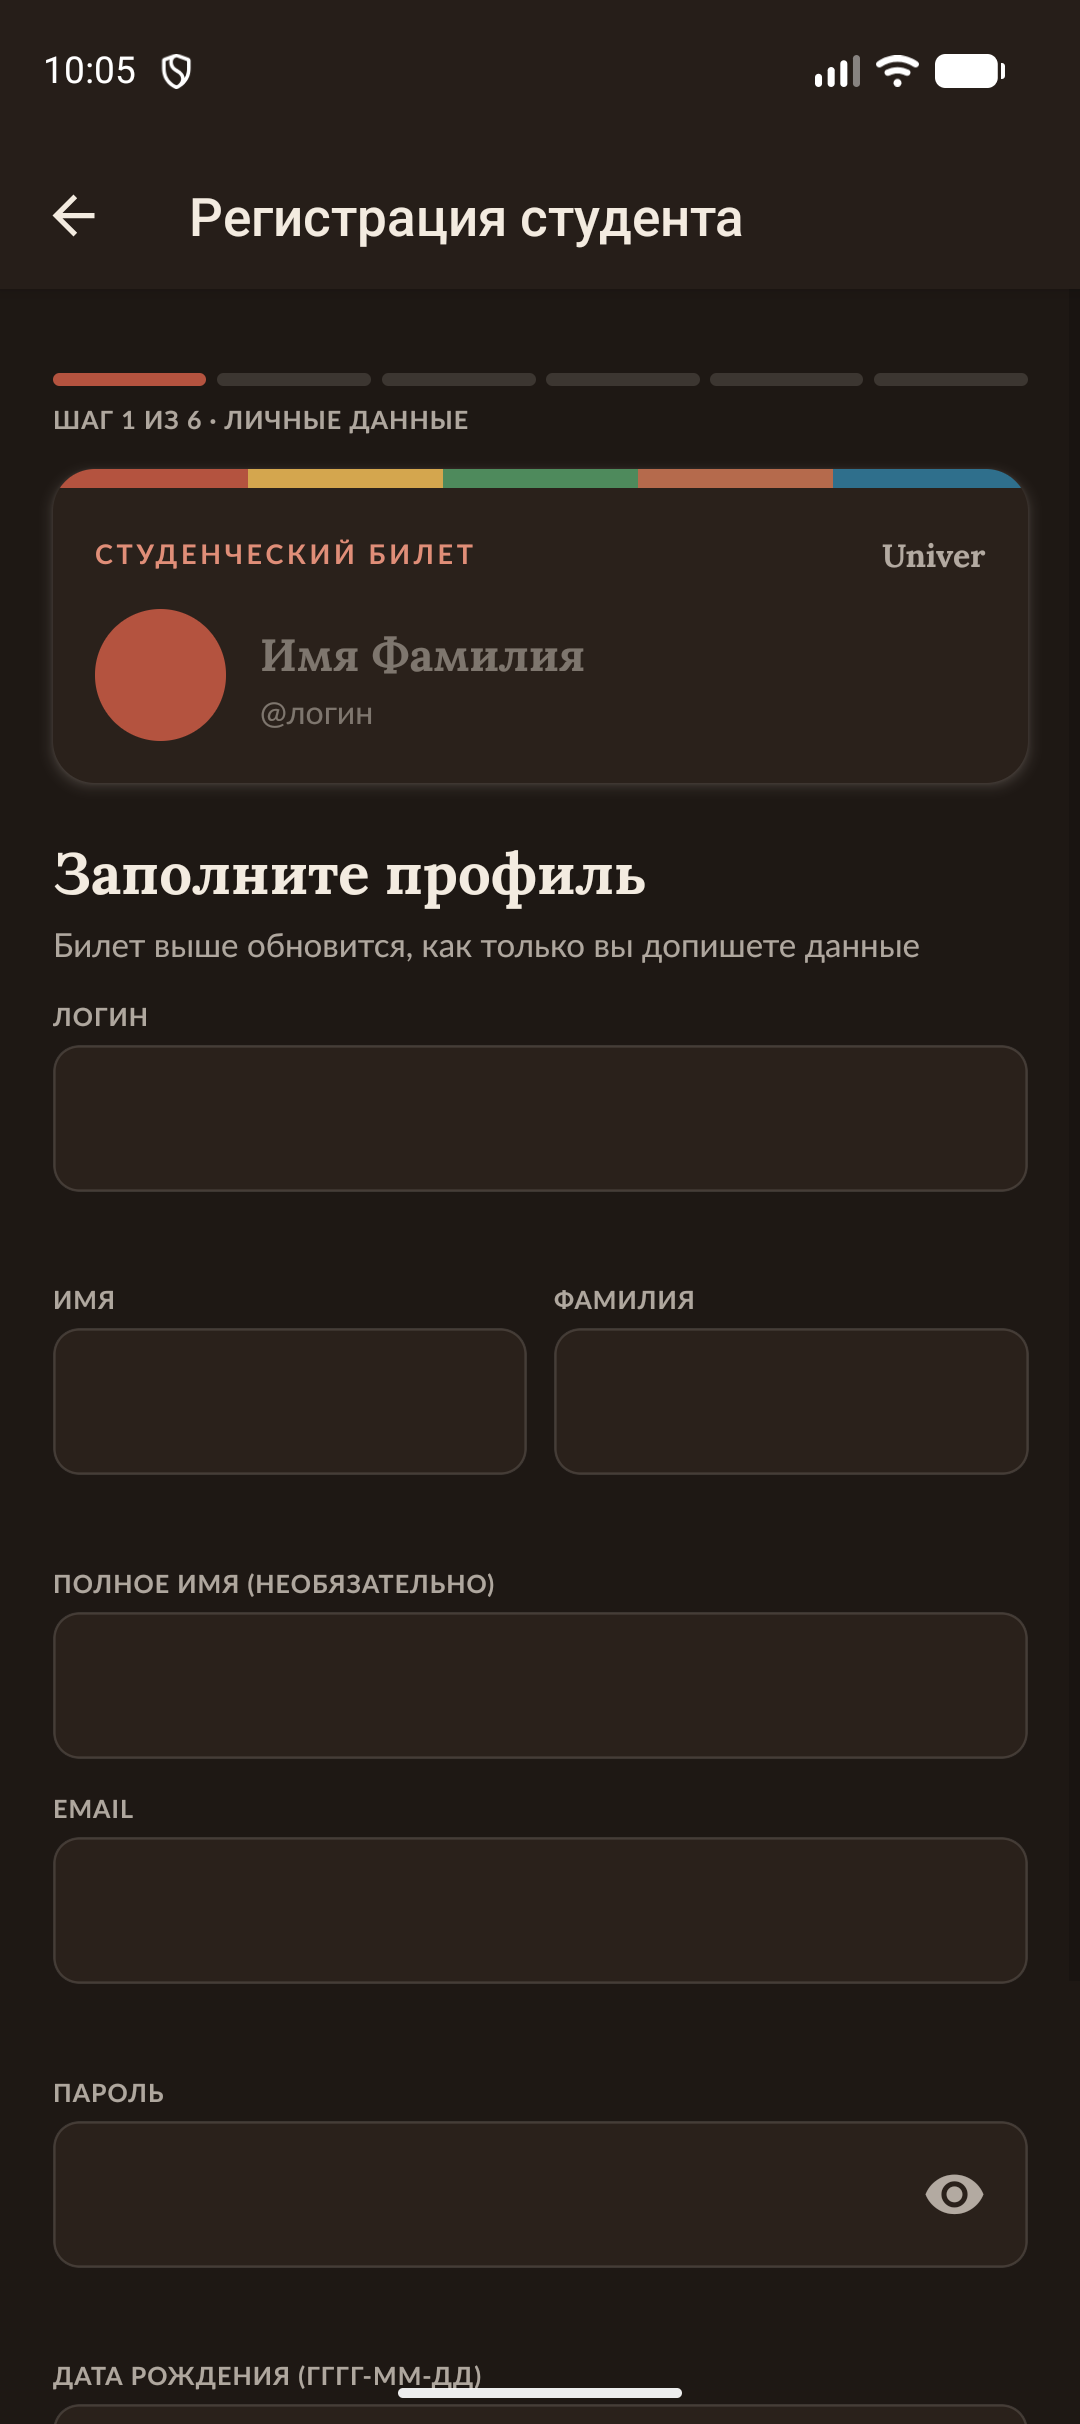 10:05
Регистрация студента
ШАГ 1 ИЗ 6 · ЛИЧНЫЕ ДАННЫЕ
СТУДЕНЧЕСКИЙ БИЛЕТ
Univer
Имя Фамилия
@логин
Заполните профиль
Билет выше обновится, как только вы допишете данные
ЛОГИН
ИМЯ
ФАМИЛИЯ
ПОЛНОЕ ИМЯ (НЕОБЯЗАТЕЛЬНО)
EMAIL
ПАРОЛЬ
ДАТА РОЖДЕНИЯ (ГГГГ-ММ-ДД)